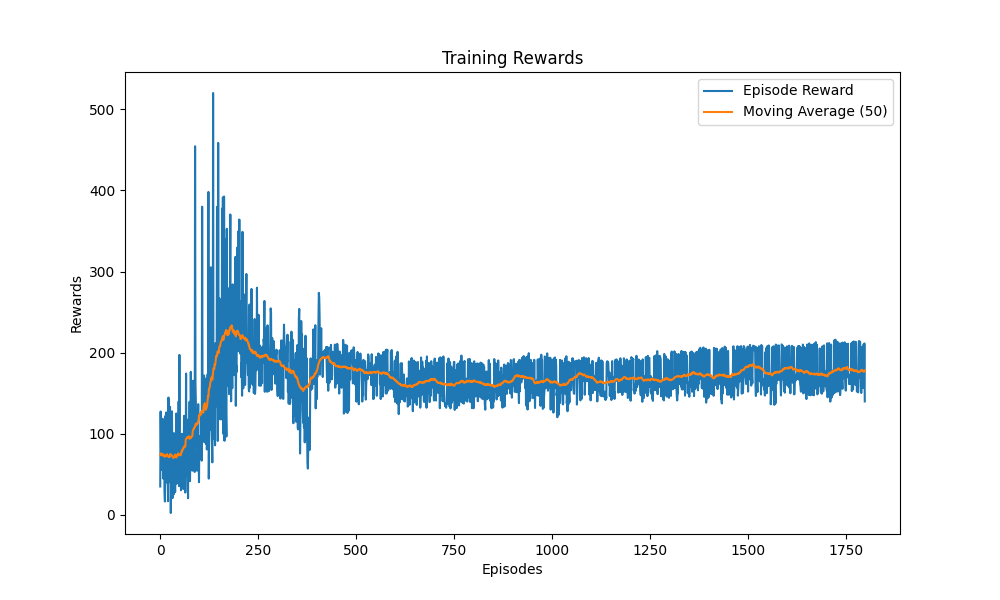 Training Rewards
Episode Reward
Moving Average (50)
500
400
300
200
100
0
Rewards
0
250
500
750
1000
1250
1500
1750
Episodes